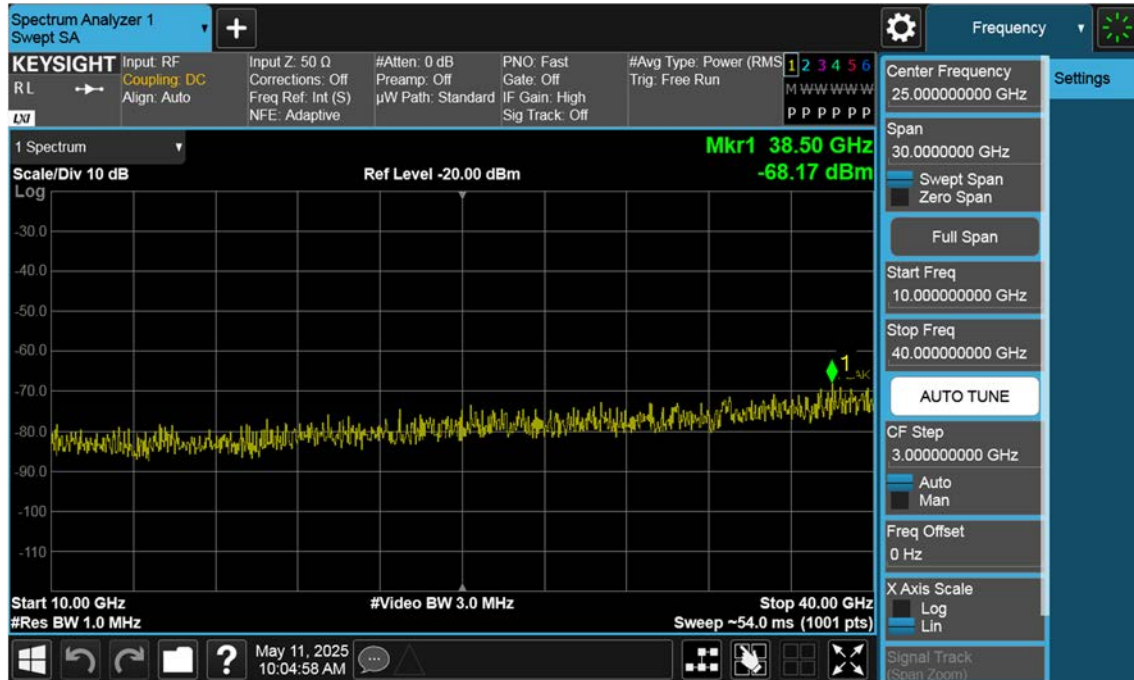 Spectrum Analyzer 1
Swept SA
Frequency
KEYSIGHT
R L
LXI
Input: RF
Coupling: DC
Align: Auto
Input Z: 50 Ω
Corrections: Off
Freq Ref: Int (S)
NFE: Adaptive
#Atten: 0 dB
Preamp: Off
µW Path: Standard
PNO: Fast
Gate: Off
IF Gain: High
Sig Track: Off
#Avg Type: Power (RMS
Trig: Free Run
1 2 3 4 5 6
M W W W W W
P P P P P P
1 Spectrum
Mkr1 38.50 GHz
Scale/Div 10 dB
Ref Level -20.00 dBm
-68.17 dBm
Log
-30.0
-40.0
-50.0
-60.0
-70.0
-80.0
-90.0
-100
-110
1
Start 10.00 GHz
#Video BW 3.0 MHz
Stop 40.00 GHz
#Res BW 1.0 MHz
Sweep ~54.0 ms (1001 pts)
May 11, 2025
10:04:58 AM
?
Center Frequency
25.000000000 GHz
Settings
Span
30.0000000 GHz
Swept Span
Zero Span
Full Span
Start Freq
10.000000000 GHz
Stop Freq
40.000000000 GHz
AUTO TUNE
CF Step
3.000000000 GHz
Auto
Man
Freq Offset
0 Hz
X Axis Scale
Log
Lin
Signal Track
(Span Zoom)